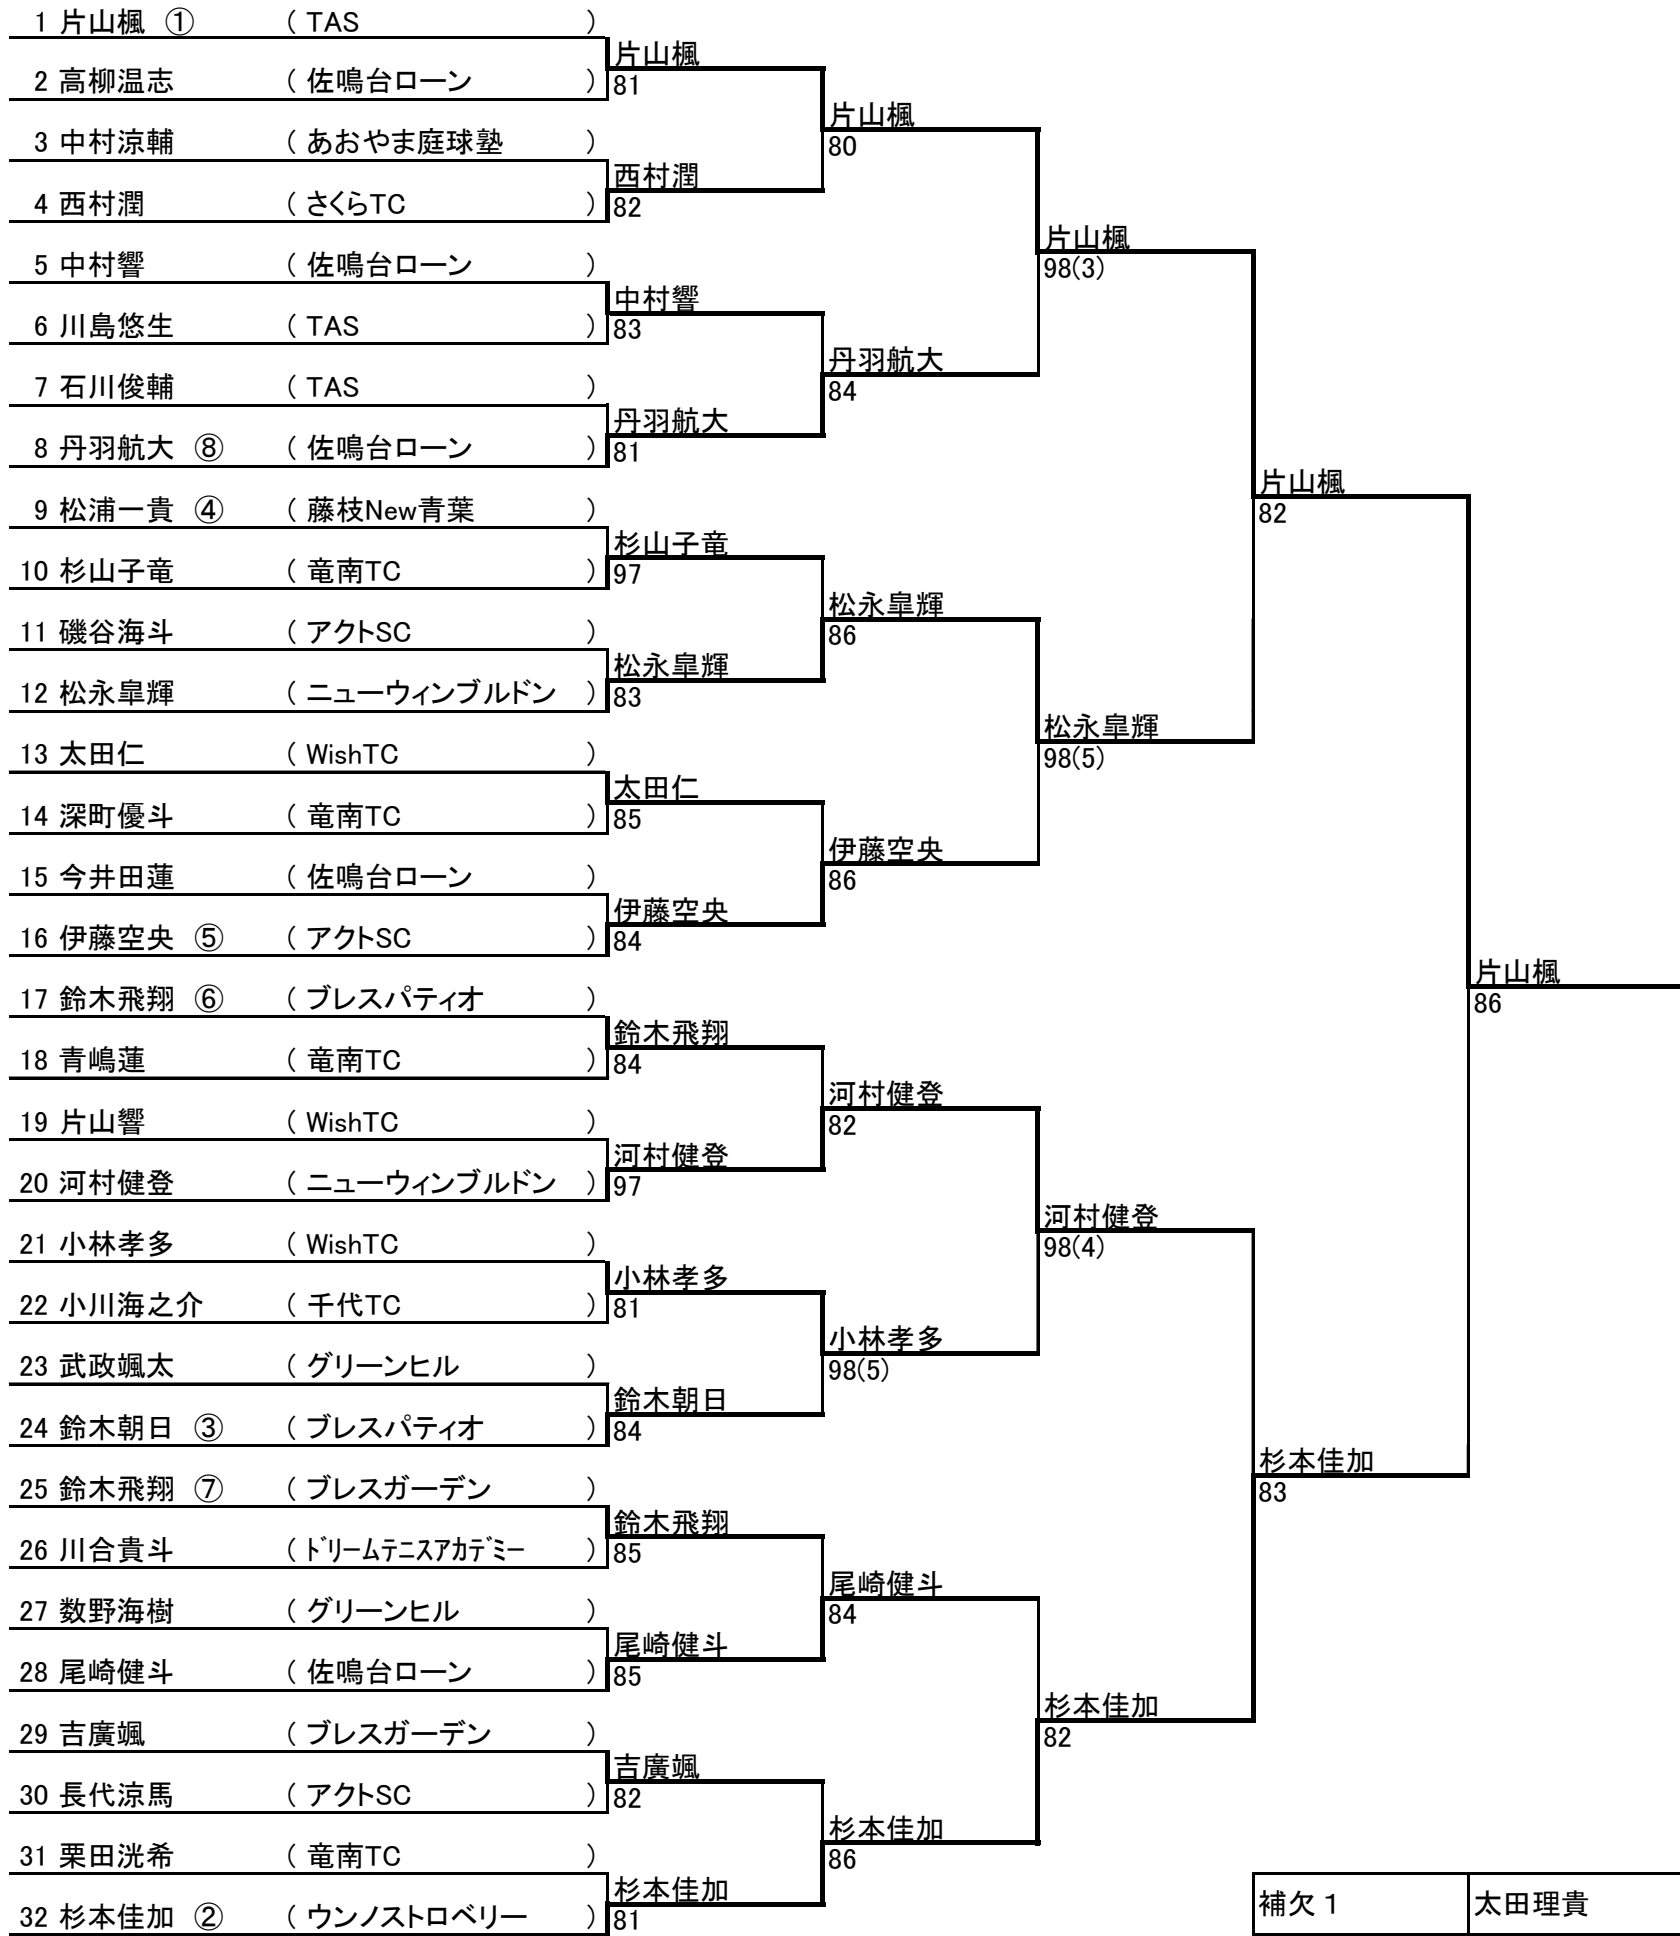 1 片山楓 ① ( TAS )
片山楓
2 高柳温志 ( 佐鳴台ローン ) 81
片山楓
3 中村涼輔 ( あおやま庭球塾 ) 80
西村潤
4 西村潤 ( さくらTC ) 82
片山楓
5 中村響 ( 佐鳴台ローン ) 98(3)
中村響
6 川島悠生 ( TAS ) 83
丹羽航大
7 石川俊輔 ( TAS ) 84
丹羽航大
8 丹羽航大 ⑧ ( 佐鳴台ローン ) 81
片山楓
9 松浦一貴 ④ ( 藤枝New青葉 ) 82
杉山子竜
10 杉山子竜 ( 竜南TC ) 97
松永皐輝
11 磯谷海斗 ( アクトSC ) 86
松永皐輝
12 松永皐輝 ( ニューウィンブルドン ) 83
松永皐輝
13 太田仁 ( WishTC ) 98(5)
太田仁
14 深町優斗 ( 竜南TC ) 85
伊藤空央
15 今井田蓮 ( 佐鳴台ローン ) 86
伊藤空央
16 伊藤空央 ⑤ ( アクトSC ) 84
片山楓
17 鈴木飛翔 ⑥ ( ブレスパティオ ) 86
鈴木飛翔
18 青嶋蓮 ( 竜南TC ) 84
河村健登
19 片山響 ( WishTC ) 82
河村健登
20 河村健登 ( ニューウィンブルドン ) 97
河村健登
21 小林孝多 ( WishTC ) 98(4)
小林孝多
22 小川海之介 ( 千代TC ) 81
小林孝多
23 武政颯太 ( グリーンヒル ) 98(5)
鈴木朝日
24 鈴木朝日 ③ ( ブレスパティオ ) 84
杉本佳加
25 鈴木飛翔 ⑦ ( ブレスガーデン ) 83
鈴木飛翔
26 川合貴斗 ( ﾄﾞﾘｰﾑテニスアカデﾞミー ) 85
尾崎健斗
27 数野海樹 ( グリーンヒル ) 84
尾崎健斗
28 尾崎健斗 ( 佐鳴台ローン ) 85
杉本佳加
29 吉廣颯 ( ブレスガーデン ) 82
吉廣颯
30 長代涼馬 ( アクトSC ) 82
杉本佳加
31 栗田洸希 ( 竜南TC ) 86
杉本佳加
32 杉本佳加 ② ( ウンノストロベリー ) 81
補欠１ 太田理貴